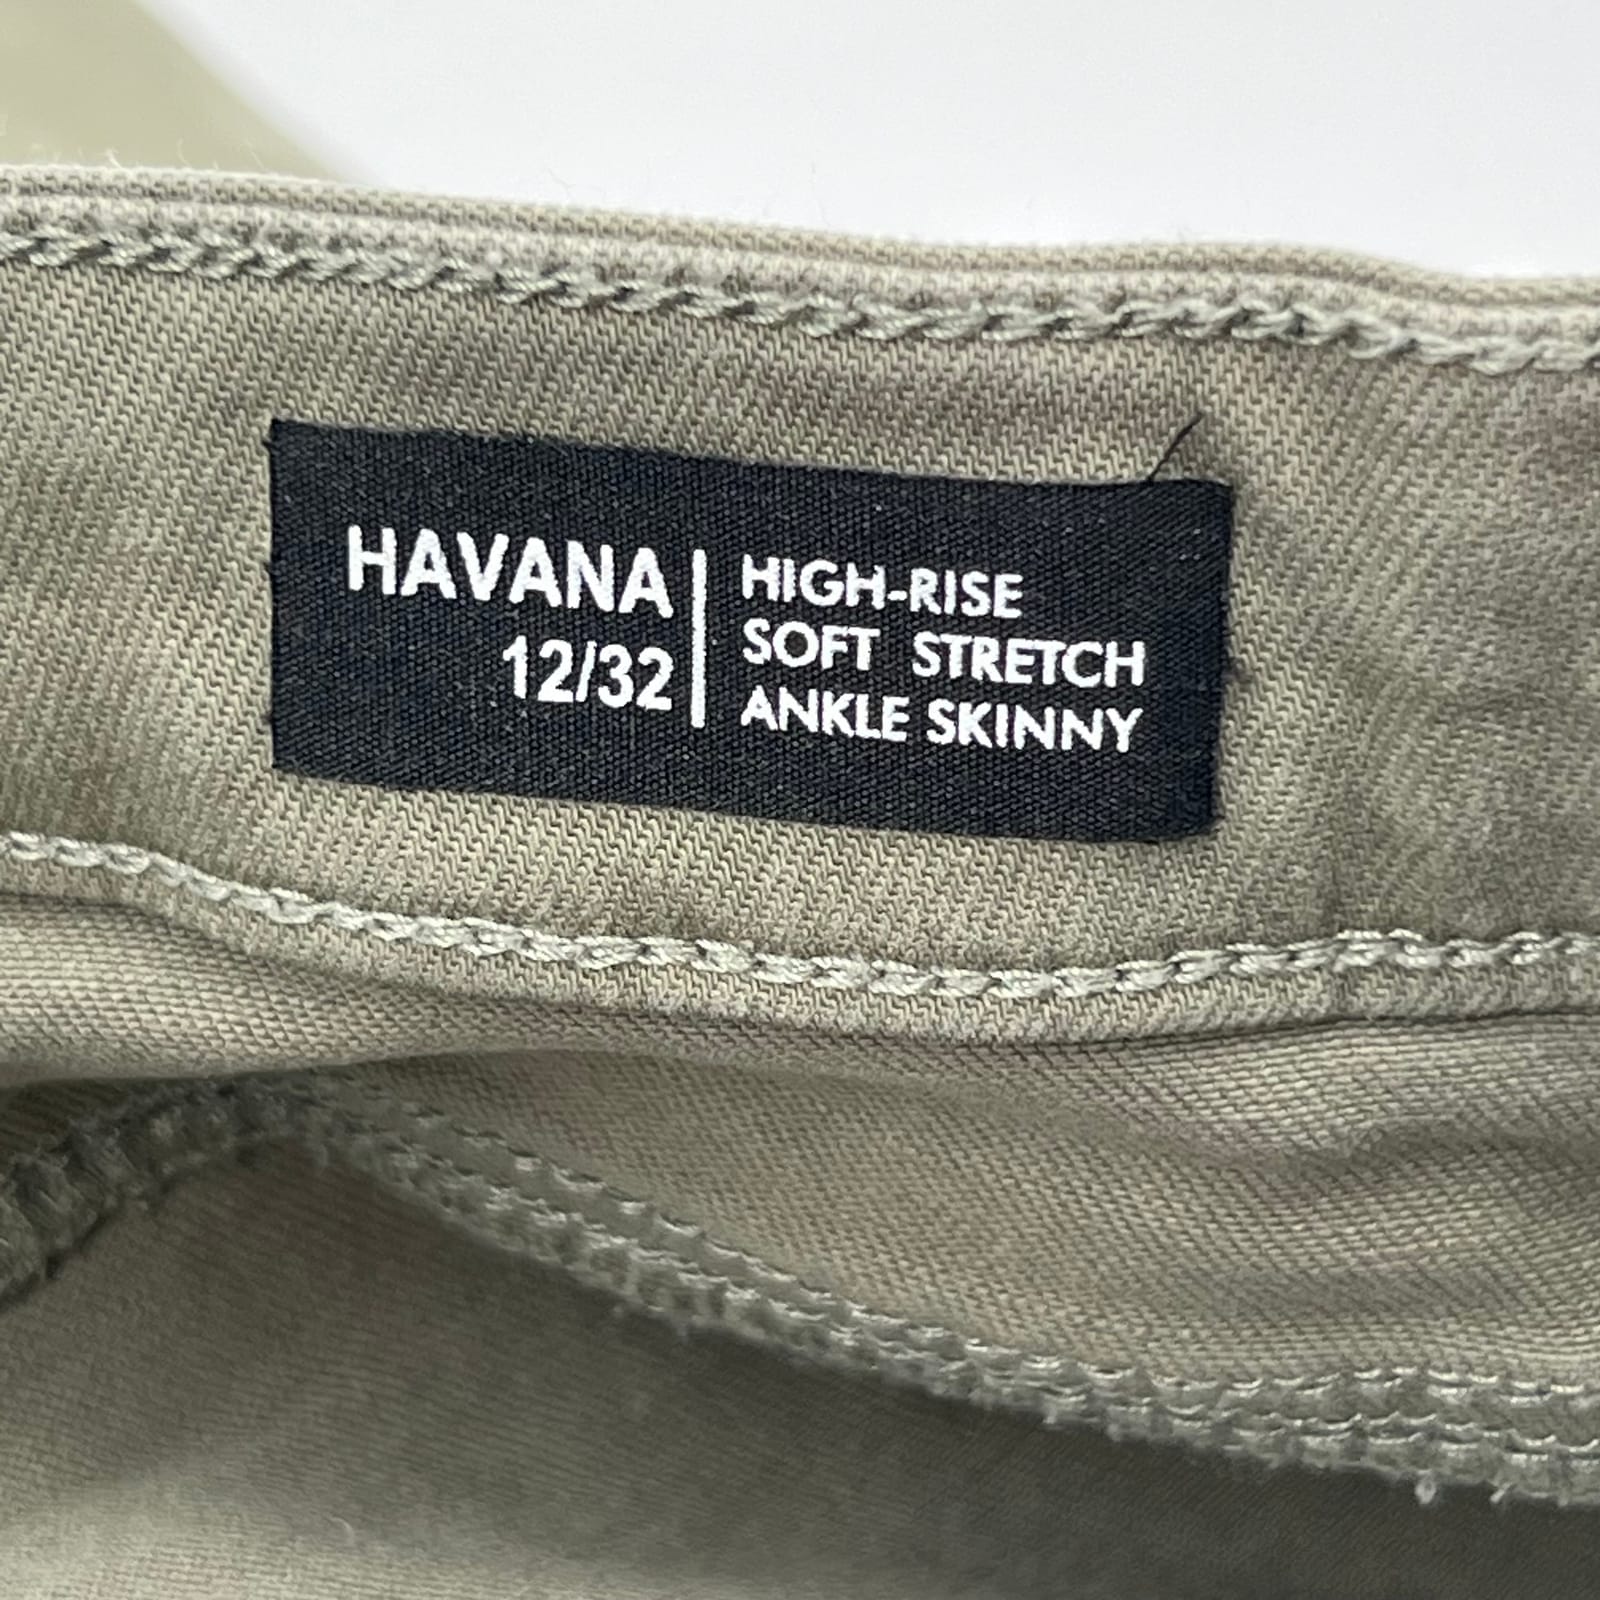 HAVANA
12/32
HIGH-RISE
SOFT STRETCH
ANKLE SKINNY